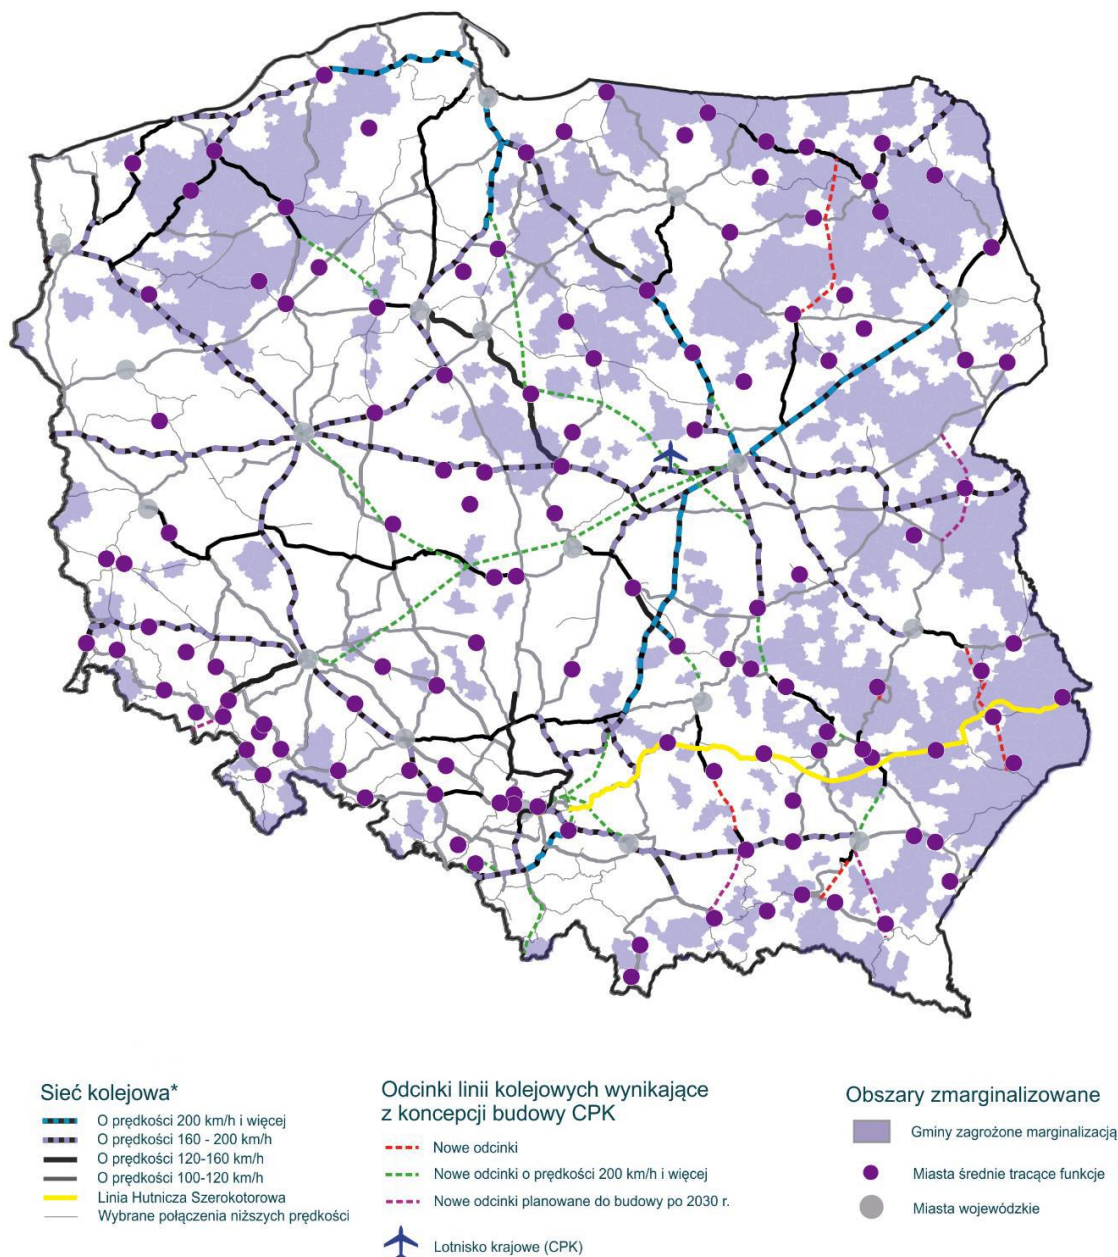 Sieć kolejowa*
O prędkości 200 km/h i więcej
O prędkości 160 - 200 km/h
O prędkości 120-160 km/h
O prędkości 100-120 km/h
Linia Hutnicza Szerokotorowa
Wybrane połączenia niższych prędkości
Odcinki linii kolejowych wynikające
z koncepcji budowy CPK
Nowe odcinki
Nowe odcinki o prędkości 200 km/h i więcej
Nowe odcinki planowane do budowy po 2030 r.
Lotnisko krajowe (CPK)
Obszary zmarginalizowane
Gminy zagrożone marginalizacją
Miasta średnie tracące funkcje
Miasta wojewódzkie